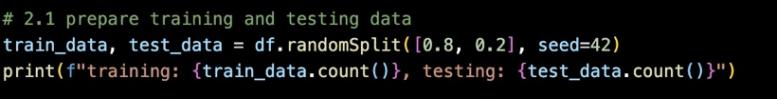 # 2.1 prepare training and testing data
train_data, test_data = df.randomSplit([0.8, 0.2], seed=42)
print(f"training: {train_data.count()}, testing: {test_data.count()}")